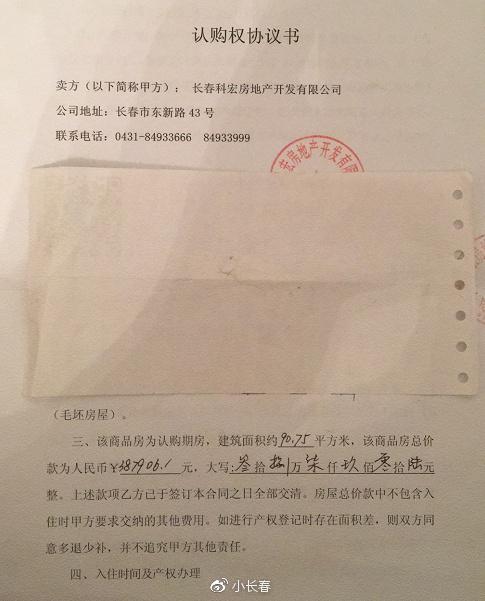 认购权协议书
卖方（以下简称甲方）： 长春科宏房地产开发有限公司
公司地址：长春市东新路 43 号
联系电话：0431-84933666 84933999
宏房地产开发有限
（毛坯房屋）。
三、该商品房为认购期房，建筑面积约90.75平方米，该商品房总价
款为人民币¥387906.1元，大写：叁拾捌万柒仟玖佰零拾陆元
整。上述款项乙方已于签订本合同之日全部交清。房屋总价款中不包含入
住时甲方要求交纳的其他费用。如进行产权登记时存在面积差，则双方同
意多退少补，并不追究甲方其他责任。
四、入住时间及产权办理
小长春